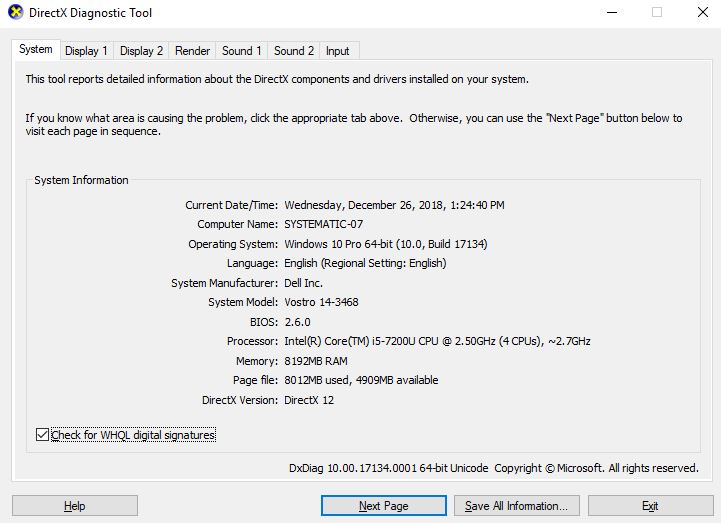 DirectX Diagnostic Tool
System Display 1 Display 2 Render Sound 1 Sound 2 Input
This tool reports detailed information about the DirectX components and drivers installed on your system.
If you know what area is causing the problem, click the appropriate tab above.  Otherwise, you can use the "Next Page" button below to
visit each page in sequence.
System Information
Current Date/Time: Wednesday, December 26, 2018, 1:24:40 PM
Computer Name: SYSTEMATIC-07
Operating System: Windows 10 Pro 64-bit (10.0, Build 17134)
Language: English (Regional Setting: English)
System Manufacturer: Dell Inc.
System Model: Vostro 14-3468
BIOS: 2.6.0
Processor: Intel(R) Core(TM) i5-7200U CPU @ 2.50GHz (4 CPUs), ~2.7GHz
Memory: 8192MB RAM
Page file: 8012MB used, 4909MB available
DirectX Version: DirectX 12
Check for WHQL digital signatures
DxDiag 10.00.17134.0001 64-bit Unicode  Copyright © Microsoft. All rights reserved.
Help Next Page Save All Information... Exit